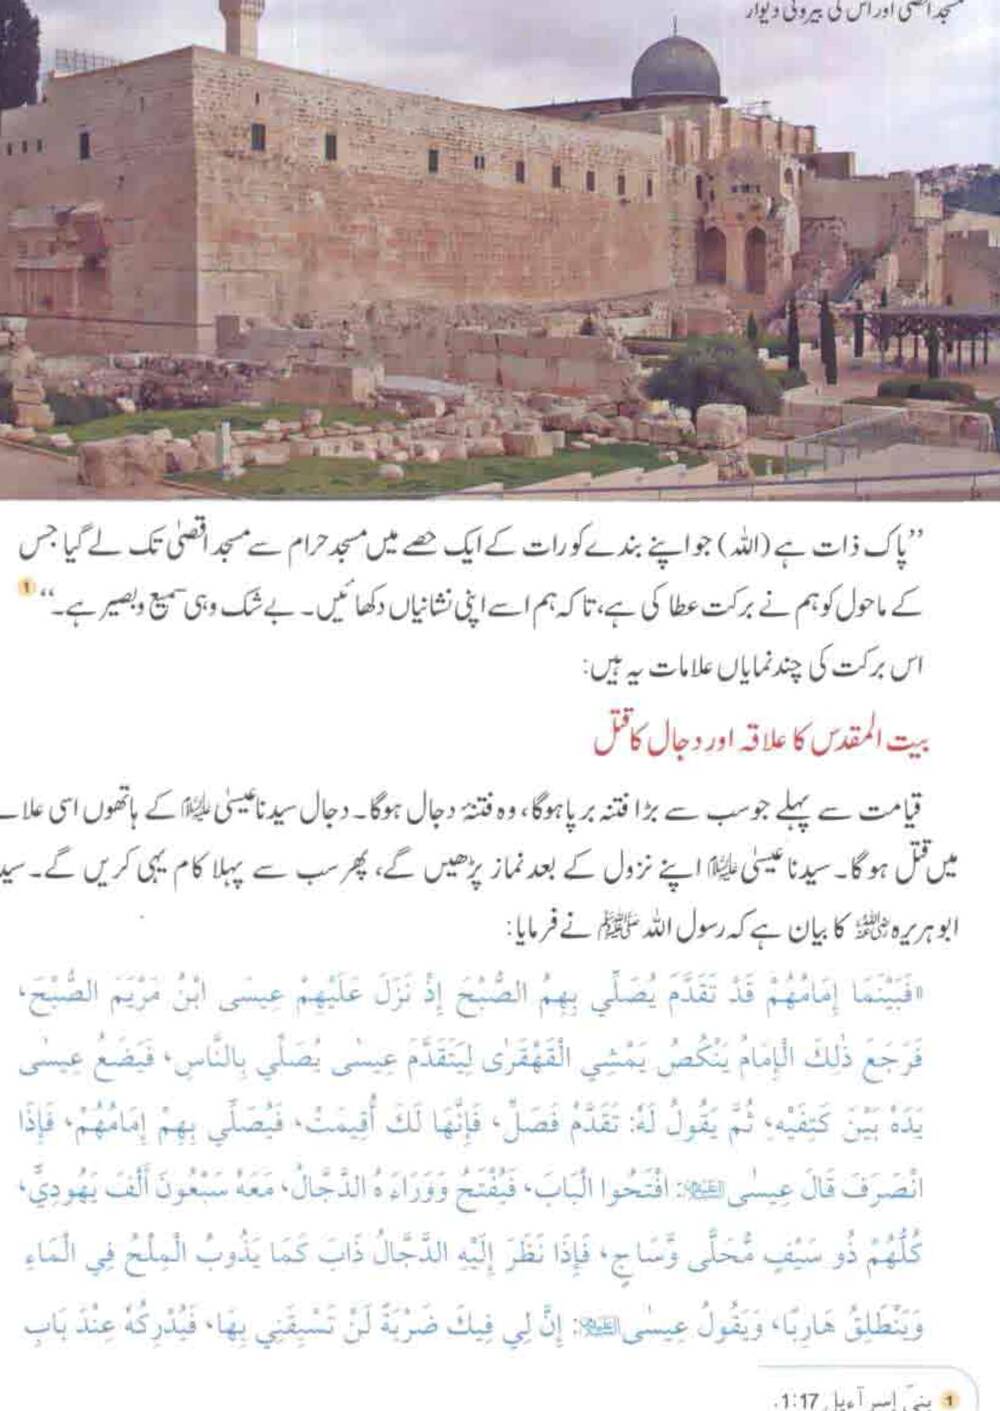 مسجد اقصیٰ اور اس کی بیرونی دیوار
”پاک ذات ہے (اللہ) جو اپنے بندے کو رات کے ایک حصے میں مسجد حرام سے مسجد اقصیٰ تک لے گیا جس
کے ماحول کو ہم نے برکت عطا کی ہے، تاکہ ہم اسے اپنی نشانیاں دکھائیں۔ بے شک وہی سمیع و بصیر ہے۔“ 1
اس برکت کی چند نمایاں علامات یہ ہیں:
بیت المقدس کا علاقہ اور دجال کا قتل
قیامت سے پہلے جو سب سے بڑا فتنہ برپا ہوگا، وہ فتنۂ دجال ہوگا۔ دجال سیدنا عیسیٰ علیہ السلام کے ہاتھوں اسی علاـ
میں قتل ہوگا۔ سیدنا عیسیٰ علیہ السلام اپنے نزول کے بعد نماز پڑھیں گے، پھر سب سے پہلا کام یہی کریں گے۔ سید
ابو ہریرہ رضی اللہ عنہ کا بیان ہے کہ رسول اللہ ﷺ نے فرمایا:
«فَبَيْنَمَا إِمَامُهُمْ قَدْ تَقَدَّمَ يُصَلِّي بِهِمُ الصُّبْحَ إِذْ نَزَلَ عَلَيْهِمْ عِيسَى ابْنُ مَرْيَمَ الصُّبْحَ،
فَرَجَعَ ذٰلِكَ الْإِمَامُ يَنْكُصُ يَمْشِي الْقَهْقَرٰى لِيَتَقَدَّمَ عِيسٰى يُصَلِّي بِالنَّاسِ، فَيَضَعُ عِيسٰى
يَدَهُ بَيْنَ كَتِفَيْهِ، ثُمَّ يَقُولُ لَهُ: تَقَدَّمْ فَصَلِّ، فَإِنَّهَا لَكَ أُقِيمَتْ، فَيُصَلِّي بِهِمْ إِمَامُهُمْ، فَإِذَا
انْصَرَفَ قَالَ عِيسٰى عليه السلام: افْتَحُوا الْبَابَ، فَيُفْتَحُ وَوَرَاءَهُ الدَّجَّالُ، مَعَهُ سَبْعُونَ أَلْفَ يَهُودِيٍّ،
كُلُّهُمْ ذُو سَيْفٍ مُّحَلًّى وَّسَاجٍ، فَإِذَا نَظَرَ إِلَيْهِ الدَّجَّالُ ذَابَ كَمَا يَذُوبُ الْمِلْحُ فِي الْمَاءِ
وَيَنْطَلِقُ هَارِبًا، وَيَقُولُ عِيسٰى عليه السلام: إِنَّ لِي فِيكَ ضَرْبَةً لَنْ تَسْبِقَنِي بِهَا، فَيُدْرِكُهُ عِنْدَ بَابِ
1 بنیٓ إسرآءیل 1:17.